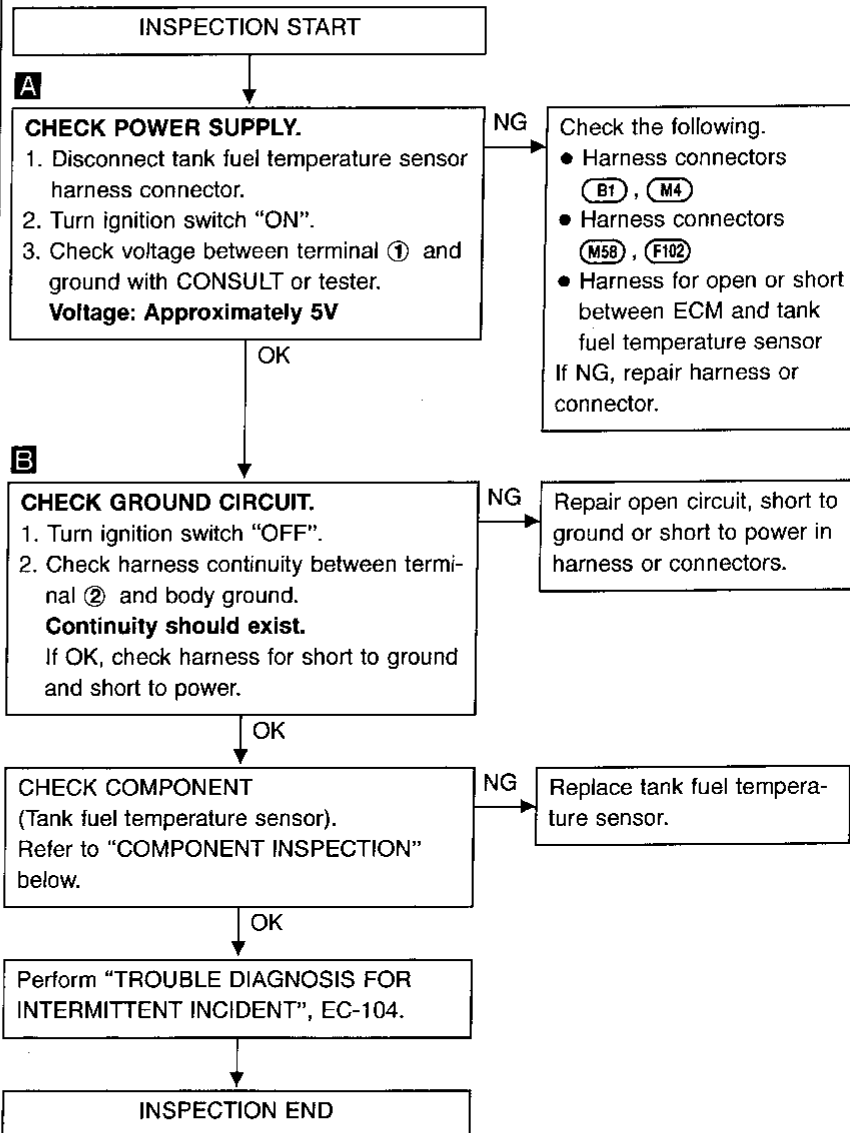 INSPECTION START
A
CHECK POWER SUPPLY.
1. Disconnect tank fuel temperature sensor
harness connector.
2. Turn ignition switch “ON”.
3. Check voltage between terminal ① and
ground with CONSULT or tester.
Voltage: Approximately 5V
NG
Check the following.
● Harness connectors
B1 , M4
● Harness connectors
M58 , F102
● Harness for open or short
between ECM and tank
fuel temperature sensor
If NG, repair harness or
connector.
OK
B
CHECK GROUND CIRCUIT.
1. Turn ignition switch “OFF”.
2. Check harness continuity between termi-
nal ② and body ground.
Continuity should exist.
If OK, check harness for short to ground
and short to power.
NG
Repair open circuit, short to
ground or short to power in
harness or connectors.
OK
CHECK COMPONENT
(Tank fuel temperature sensor).
Refer to “COMPONENT INSPECTION”
below.
NG
Replace tank fuel tempera-
ture sensor.
OK
Perform “TROUBLE DIAGNOSIS FOR
INTERMITTENT INCIDENT”, EC-104.
INSPECTION END